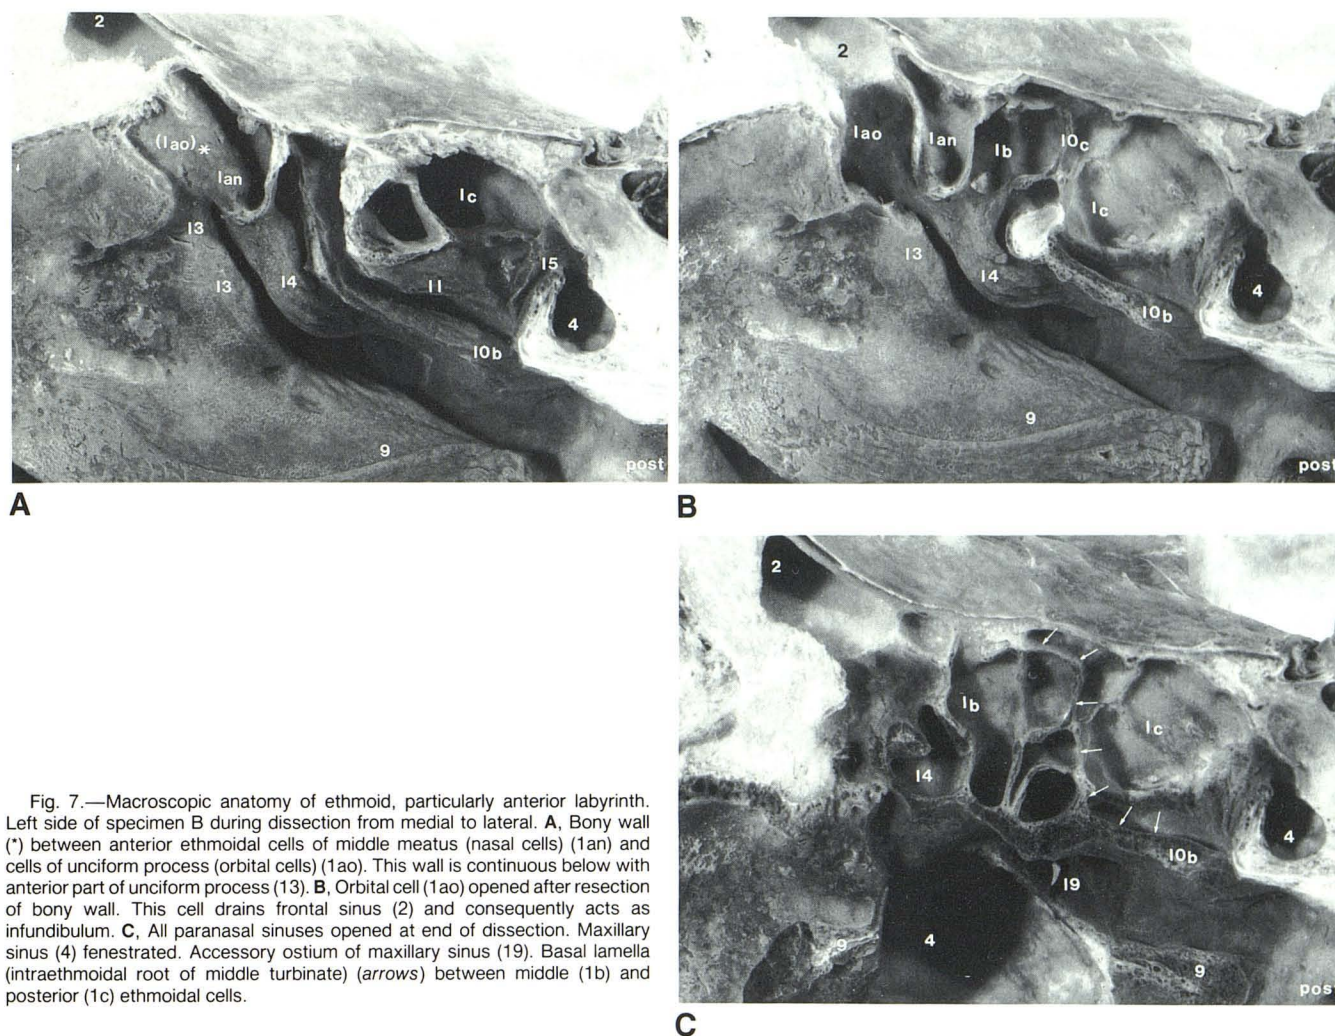 2
(1ao)*
1an
1c
13
13
14
11
15
4
10b
9
post
A
2
1ao
1an
1b
10c
1c
13
14
10b
4
9
post
B
2
1b
1c
14
4
10b
19
9
4
9
post
C
Fig. 7.—Macroscopic anatomy of ethmoid, particularly anterior labyrinth.
Left side of specimen B during dissection from medial to lateral. A, Bony wall
(*) between anterior ethmoidal cells of middle meatus (nasal cells) (1an) and
cells of unciform process (orbital cells) (1ao). This wall is continuous below with
anterior part of unciform process (13). B, Orbital cell (1ao) opened after resection
of bony wall. This cell drains frontal sinus (2) and consequently acts as
infundibulum. C, All paranasal sinuses opened at end of dissection. Maxillary
sinus (4) fenestrated. Accessory ostium of maxillary sinus (19). Basal lamella
(intraethmoidal root of middle turbinate) (arrows) between middle (1b) and
posterior (1c) ethmoidal cells.